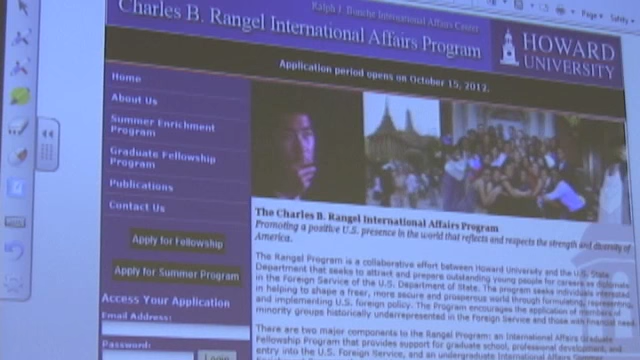 Ralph J. Bunche International Affairs Center
Charles B. Rangel International Affairs Program
HOWARD
UNIVERSITY
Page
Safety
Application period opens on October 15, 2012.
Home
About Us
Summer Enrichment
Program
Graduate Fellowship
Program
Publications
Contact Us
Apply for Fellowship
Apply for Summer Program
Access Your Application
Email Address:
Password:
Login
The Charles B. Rangel International Affairs Program
Promoting a positive U.S. presence in the world that reflects and respects the strength and diversity of
America.
The Rangel Program is a collaborative effort between Howard University and the U.S. State
Department that seeks to attract and prepare outstanding young people for careers as diplomats
in the Foreign Service of the U.S. Department of State. The program seeks individuals interested
in helping to shape a freer, more secure and prosperous world through formulating, representing
and implementing U.S. foreign policy. The Program encourages the application of members of
minority groups historically underrepresented in the Foreign Service and those with financial need.
There are two major components to the Rangel Program: an International Affairs Graduate
Fellowship Program that provides support for graduate school, professional development, and
entry into the U.S. Foreign Service, and an undergraduate International Affairs Summer